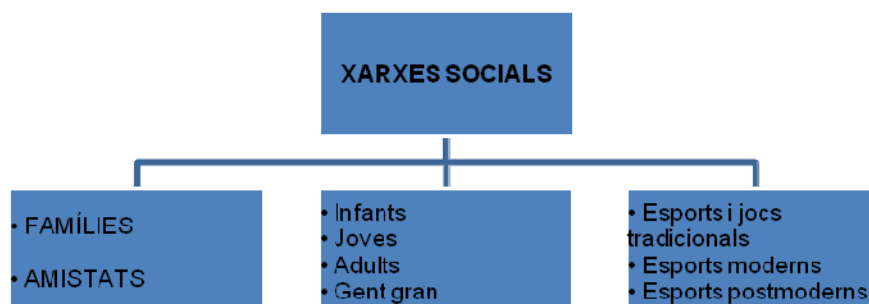 XARXES SOCIALS
• FAMÍLIES
• AMISTATS
• Infants
• Joves
• Adults
• Gent gran
• Esports i jocs
tradicionals
• Esports moderns
• Esports postmoderns